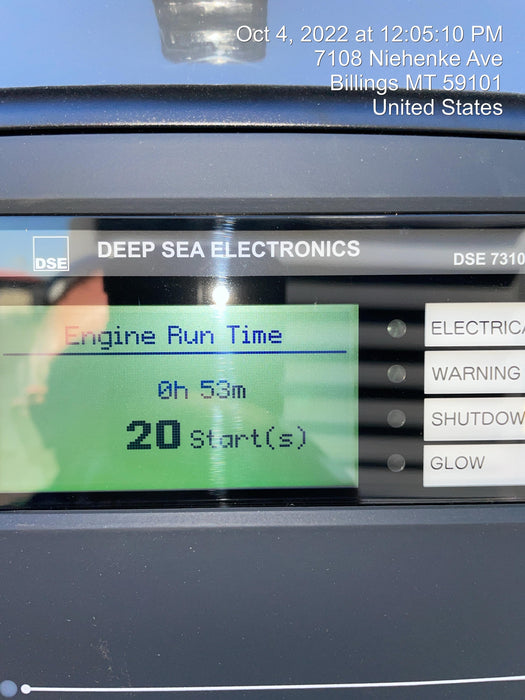 Oct 4, 2022 at 12:05:10 PM
7108 Niehenke Ave
Billings MT 59101
United States
DSE
DEEP SEA ELECTRONICS
DSE 7310
Engine Run Time
0h 53m
20 Start(s)
ELECTRICA
WARNING
SHUTDOW
GLOW